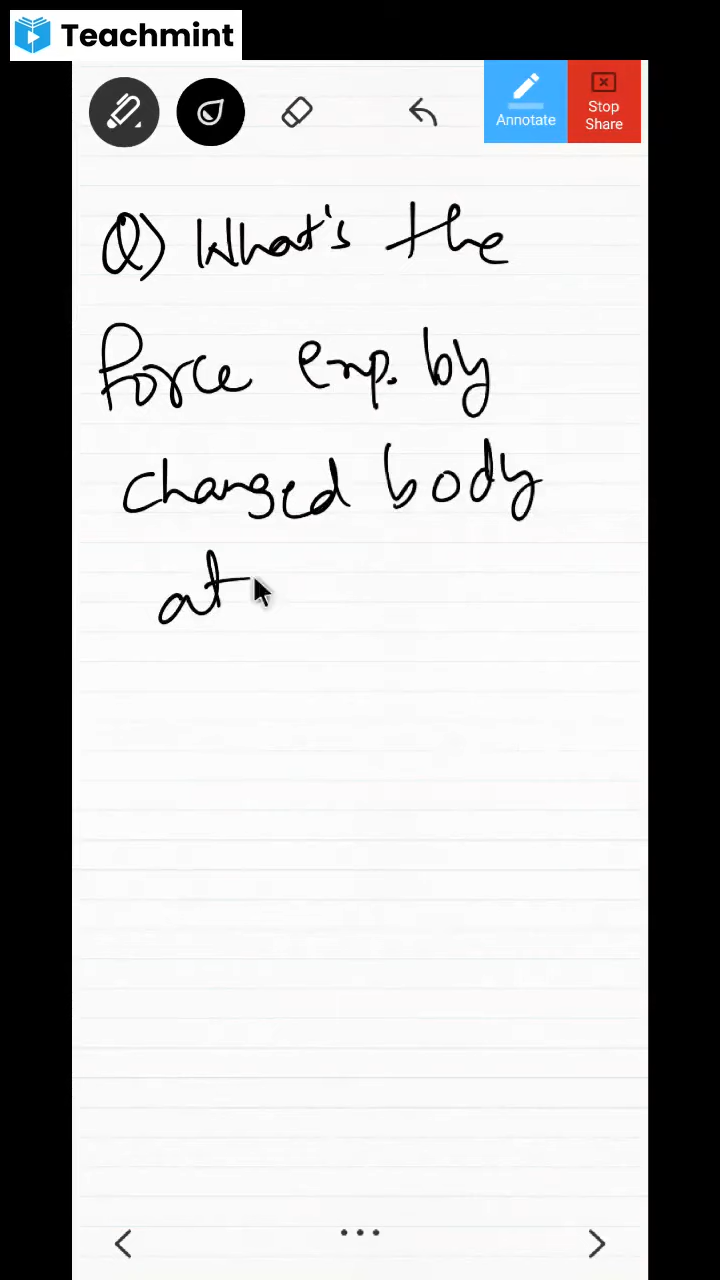 Teachmint
Annotate
Stop
Share
Q) What's the
Force exp. by
charged body
at